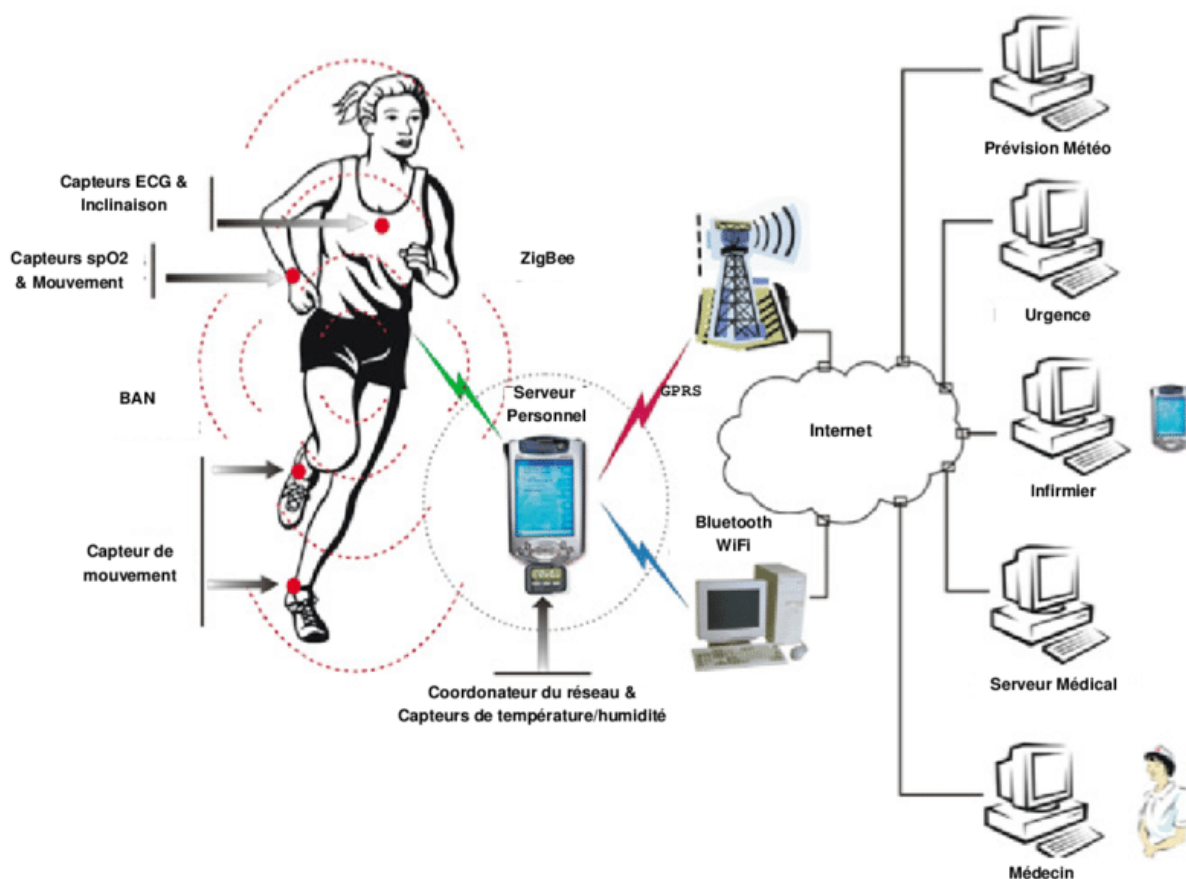 Capteurs ECG &
Inclinaison
Capteurs spO2
& Mouvement
BAN
Capteur de
mouvement
ZigBee
Serveur
Personnel
GPRS
Bluetooth
WiFi
Coordonateur du réseau &
Capteurs de température/humidité
Internet
Prévision Météo
Urgence
Infirmier
Serveur Médical
Médecin